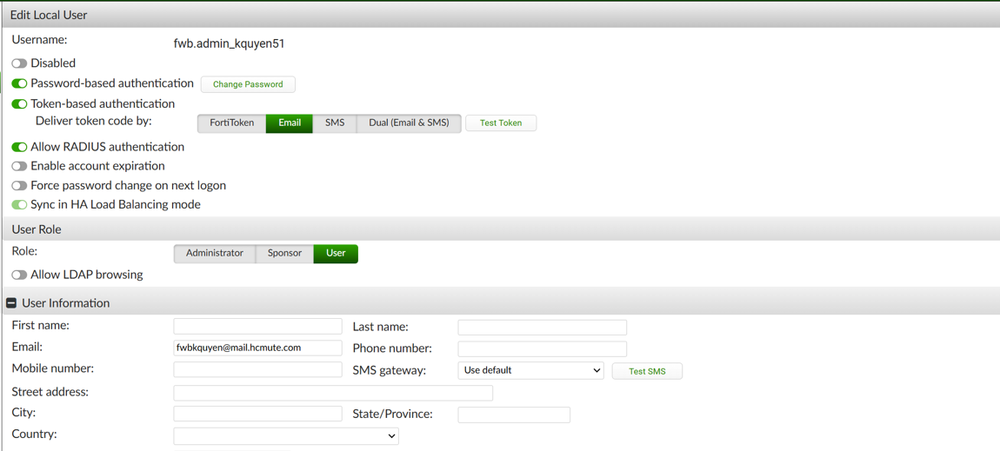 Edit Local User
Username: fwb.admin_kquyen51
Disabled
Password-based authentication Change Password
Token-based authentication
Deliver token code by: FortiToken Email SMS Dual (Email & SMS) Test Token
Allow RADIUS authentication
Enable account expiration
Force password change on next logon
Sync in HA Load Balancing mode
User Role
Role: Administrator Sponsor User
Allow LDAP browsing
User Information
First name: Last name:
Email: fwbkquyen@mail.hcmute.com Phone number:
Mobile number: SMS gateway: Use default Test SMS
Street address:
City: State/Province:
Country: